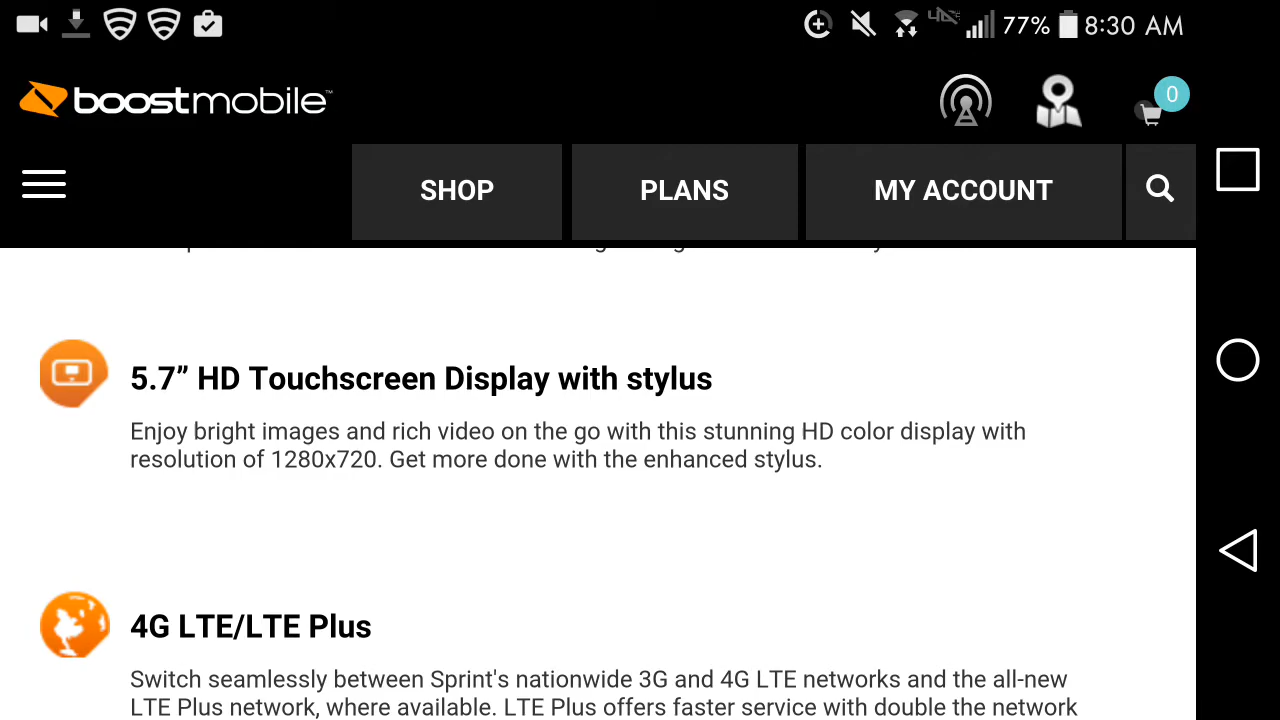 77% 8:30 AM
boostmobile™
0
SHOP PLANS MY ACCOUNT
5.7” HD Touchscreen Display with stylus
Enjoy bright images and rich video on the go with this stunning HD color display with
resolution of 1280x720. Get more done with the enhanced stylus.
4G LTE/LTE Plus
Switch seamlessly between Sprint's nationwide 3G and 4G LTE networks and the all-new
LTE Plus network, where available. LTE Plus offers faster service with double the network